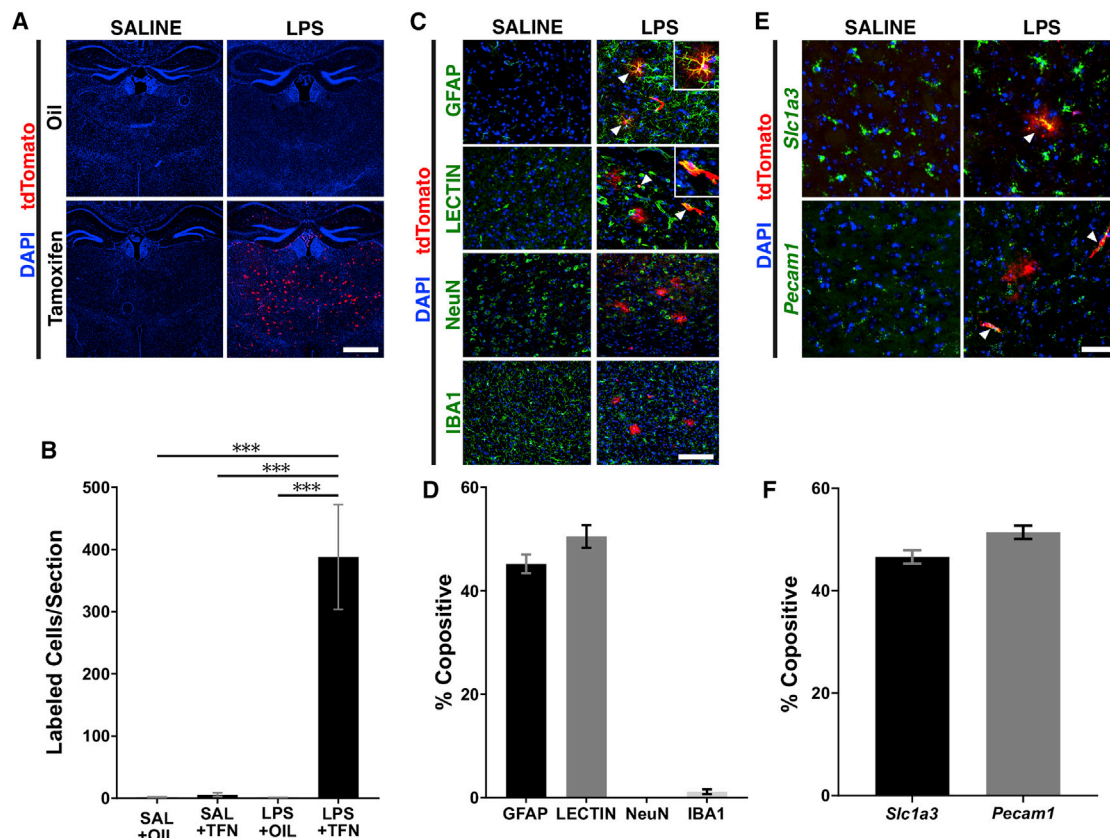 A
SALINE
LPS
DAPI tdTomato
Oil
Tamoxifen
B
***
***
***
Labeled Cells/Section
500
400
300
200
100
0
SAL
+OIL
SAL
+TFN
LPS
+OIL
LPS
+TFN
C
SALINE
LPS
DAPI tdTomato
GFAP
LECTIN
NeuN
IBA1
D
% Copositive
60
40
20
0
GFAP LECTIN NeuN IBA1
E
SALINE
LPS
DAPI tdTomato
Slc1a3
Pecam1
F
% Copositive
60
40
20
0
Slc1a3 Pecam1